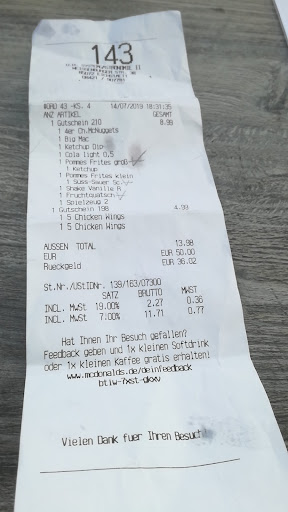 143
NORD 43 -KS. 4 14/07/2019 18:31:35
ANZ ARTIKEL GESAMT
1 Gutschein 210 8.99
1 4er Ch.McNuggets
1 Big Mac
1 Ketchup Dip
1 Cola light 0,5
1 Pommes Frites groß
1 Ketchup
1 Pommes Frites klein
1 Süss-Sauer Sc
1 Shake Vanille R
1 Fruchtquatsch
1 Spielzeug 2
1 Gutschein 198 4.99
1 5 Chicken Wings
1 5 Chicken Wings
AUSSEN TOTAL 13.98
EUR EUR 50.00
Rueckgeld EUR 36.02
St.Nr./UStIDNr. 139/163/07300
SATZ BRUTTO MWST
INCL. MwSt 19.00% 2.27 0.36
INCL. MwSt 7.00% 11.71 0.77
Hat Ihnen Ihr Besuch gefallen?
Feedback geben und 1x kleinen Softdrink
oder 1x kleinen Kaffee gratis erhalten!
www.mcdonalds.de/deinfeedback
Vielen Dank fuer Ihren Besuch